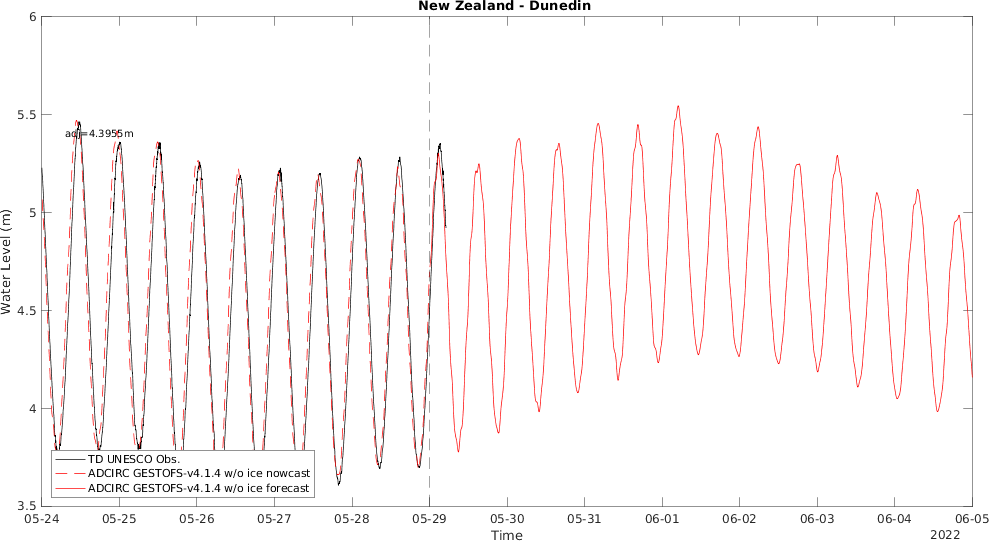 New Zealand - Dunedin
6
5.5
5
4.5
4
3.5
Water Level (m)
adj=4.3955m
TD UNESCO Obs.
ADCIRC GESTOFS-v4.1.4 w/o ice nowcast
ADCIRC GESTOFS-v4.1.4 w/o ice forecast
05-24
05-25
05-26
05-27
05-28
05-29
05-30
05-31
06-01
06-02
06-03
06-04
06-05
Time
2022